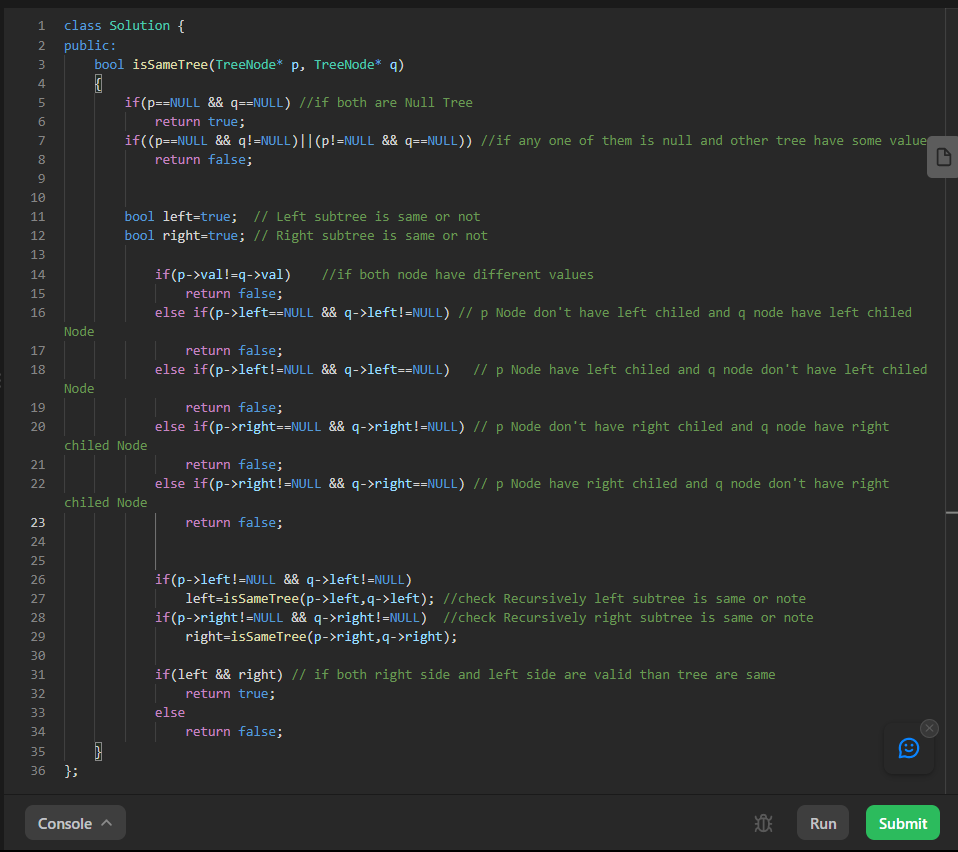 1 class Solution {
2 public:
3 bool isSameTree(TreeNode* p, TreeNode* q)
4 {
5 if(p==NULL && q==NULL) //if both are Null Tree
6 return true;
7 if((p==NULL && q!=NULL)||(p!=NULL && q==NULL)) //if any one of them is null and other tree have some value
8 return false;
9
10
11 bool left=true; // Left subtree is same or not
12 bool right=true; // Right subtree is same or not
13
14 if(p->val!=q->val) //if both node have different values
15 return false;
16 else if(p->left==NULL && q->left!=NULL) // p Node don't have left chiled and q node have left chiled
Node
17 return false;
18 else if(p->left!=NULL && q->left==NULL) // p Node have left chiled and q node don't have left chiled
Node
19 return false;
20 else if(p->right==NULL && q->right!=NULL) // p Node don't have right chiled and q node have right
chiled Node
21 return false;
22 else if(p->right!=NULL && q->right==NULL) // p Node have right chiled and q node don't have right
chiled Node
23 return false;
24
25
26 if(p->left!=NULL && q->left!=NULL)
27 left=isSameTree(p->left,q->left); //check Recursively left subtree is same or note
28 if(p->right!=NULL && q->right!=NULL) //check Recursively right subtree is same or note
29 right=isSameTree(p->right,q->right);
30
31 if(left && right) // if both right side and left side are valid than tree are same
32 return true;
33 else
34 return false;
35 }
36 };
Console Run Submit